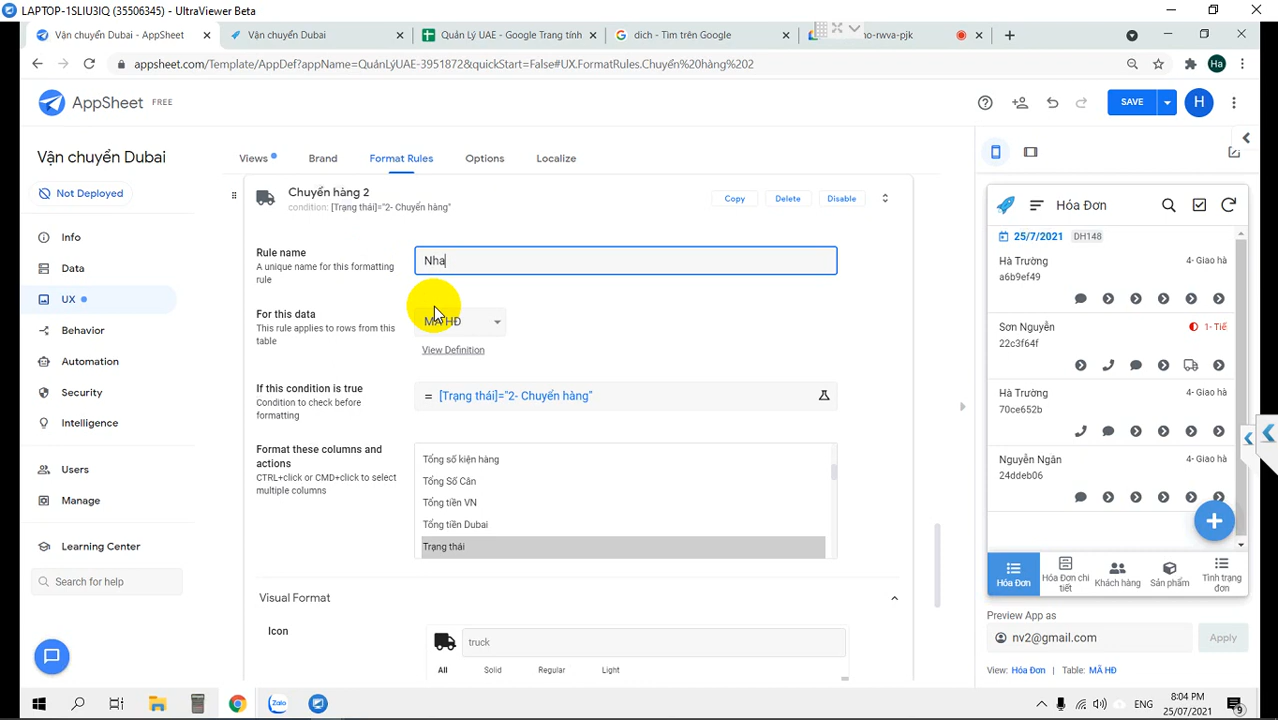 LAPTOP-1SLIU3IQ (35506345) - UltraViewer Beta
Vận chuyển Dubai - AppSheet
Vận chuyển Dubai
Quản Lý UAE - Google Trang tính
dich - Tìm trên Google
no-rwva-pjk
appsheet.com/Template/AppDef?appName=QuảnLýUAE-3951872&quickStart=False#UX.FormatRules.Chuyển%20hàng%202
Ha
AppSheet FREE
SAVE
H
Vận chuyển Dubai
Not Deployed
Info
Data
UX
Behavior
Automation
Security
Intelligence
Users
Manage
Learning Center
Search for help
Views
Brand
Format Rules
Options
Localize
Chuyển hàng 2
condition: [Trạng thái]="2- Chuyển hàng"
Copy
Delete
Disable
Rule name
A unique name for this formatting
rule
Nha
For this data
This rule applies to rows from this
table
MÃ HĐ
View Definition
If this condition is true
Condition to check before
formatting
= [Trạng thái]="2- Chuyển hàng"
Format these columns and
actions
CTRL+click or CMD+click to select
multiple columns
Tổng số kiện hàng
Tổng Số Cân
Tổng tiền VN
Tổng tiền Dubai
Trạng thái
Visual Format
Icon
truck
All
Solid
Regular
Light
Hóa Đơn
25/7/2021 DH148
Hà Trường
4- Giao hà
a6b9ef49
Sơn Nguyễn
1- Tiế
22c3f64f
Hà Trường
4- Giao hà
70ce652b
Nguyễn Ngân
4- Giao hà
24ddeb06
Hóa Đơn
Hóa Đơn chi
tiết
Khách hàng
Sản phẩm
Tình trạng
đơn
Preview App as
nv2@gmail.com
Apply
View: Hóa Đơn | Table: MÃ HĐ
Zalo
8:04 PM
25/07/2021
9